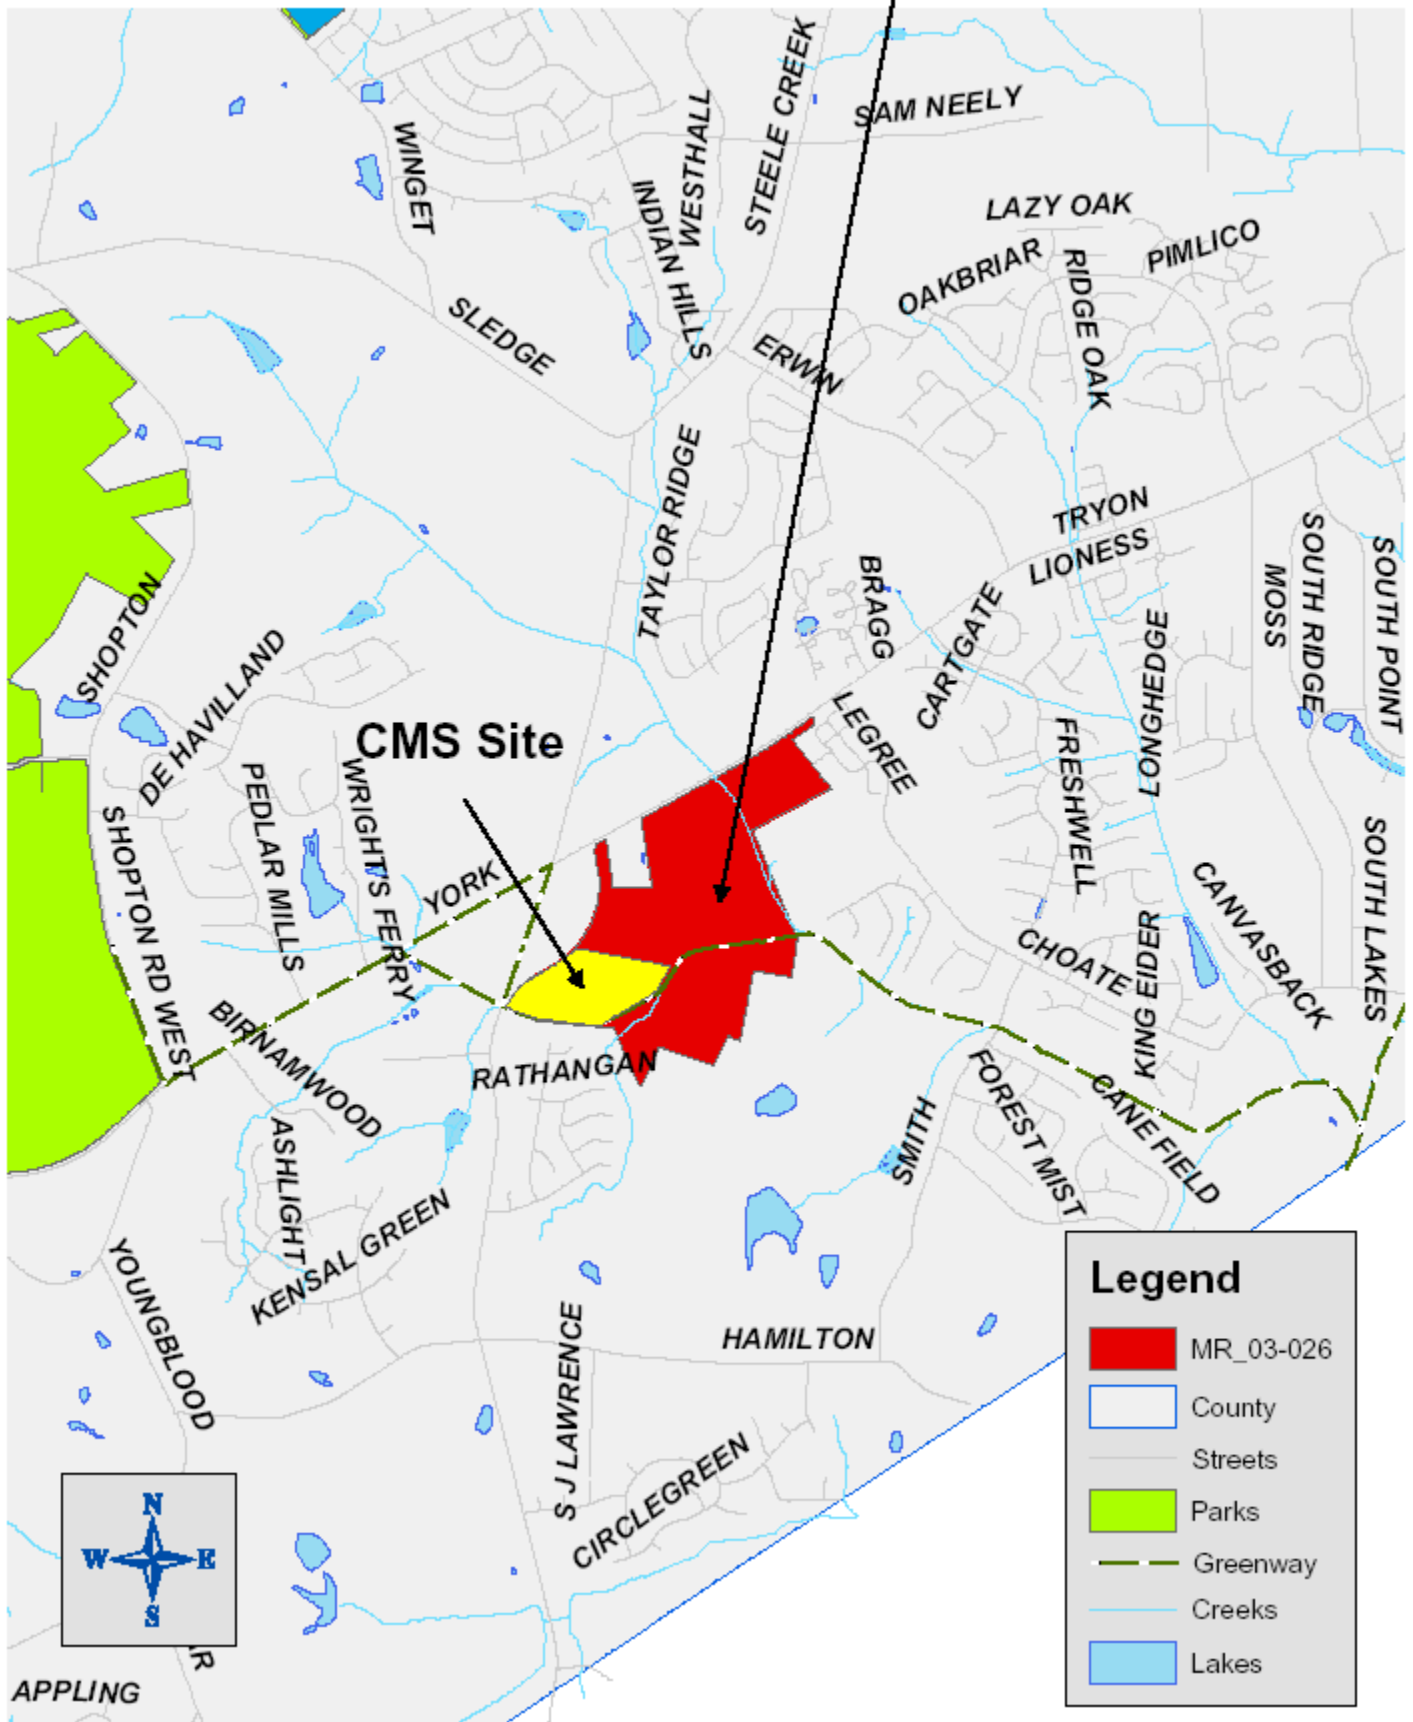 STEELE CREEK
SAM NEELY
WESTHALL
WINGET
INDIAN HILLS
LAZY OAK
PIMLICO
OAKBRIAR
RIDGE OAK
SLEDGE
ERWIN
TAYLOR RIDGE
TRYON
LIONESS
SOUTH RIDGE
SOUTH POINT
MOSS
BRAGG
SHOPTON
CARTGATE
LONGHEDGE
DE HAVILLAND
LEGREE
FRESHWELL
CMS Site
PEDLAR MILLS
WRIGHT'S FERRY
SHOPTON RD WEST
SOUTH LAKES
YORK
CANVASBACK
CHOATE
KING EIDER
BIRNAMWOOD
RATHANGAN
FOREST MIST
CANE FIELD
SMITH
ASHLIGHT
KENSAL GREEN
YOUNGBLOOD
HAMILTON
S J LAWRENCE
CIRCLEGREEN
Legend
MR_03-026
County
Streets
Parks
Greenway
Creeks
Lakes
N
W E
S
APPLING